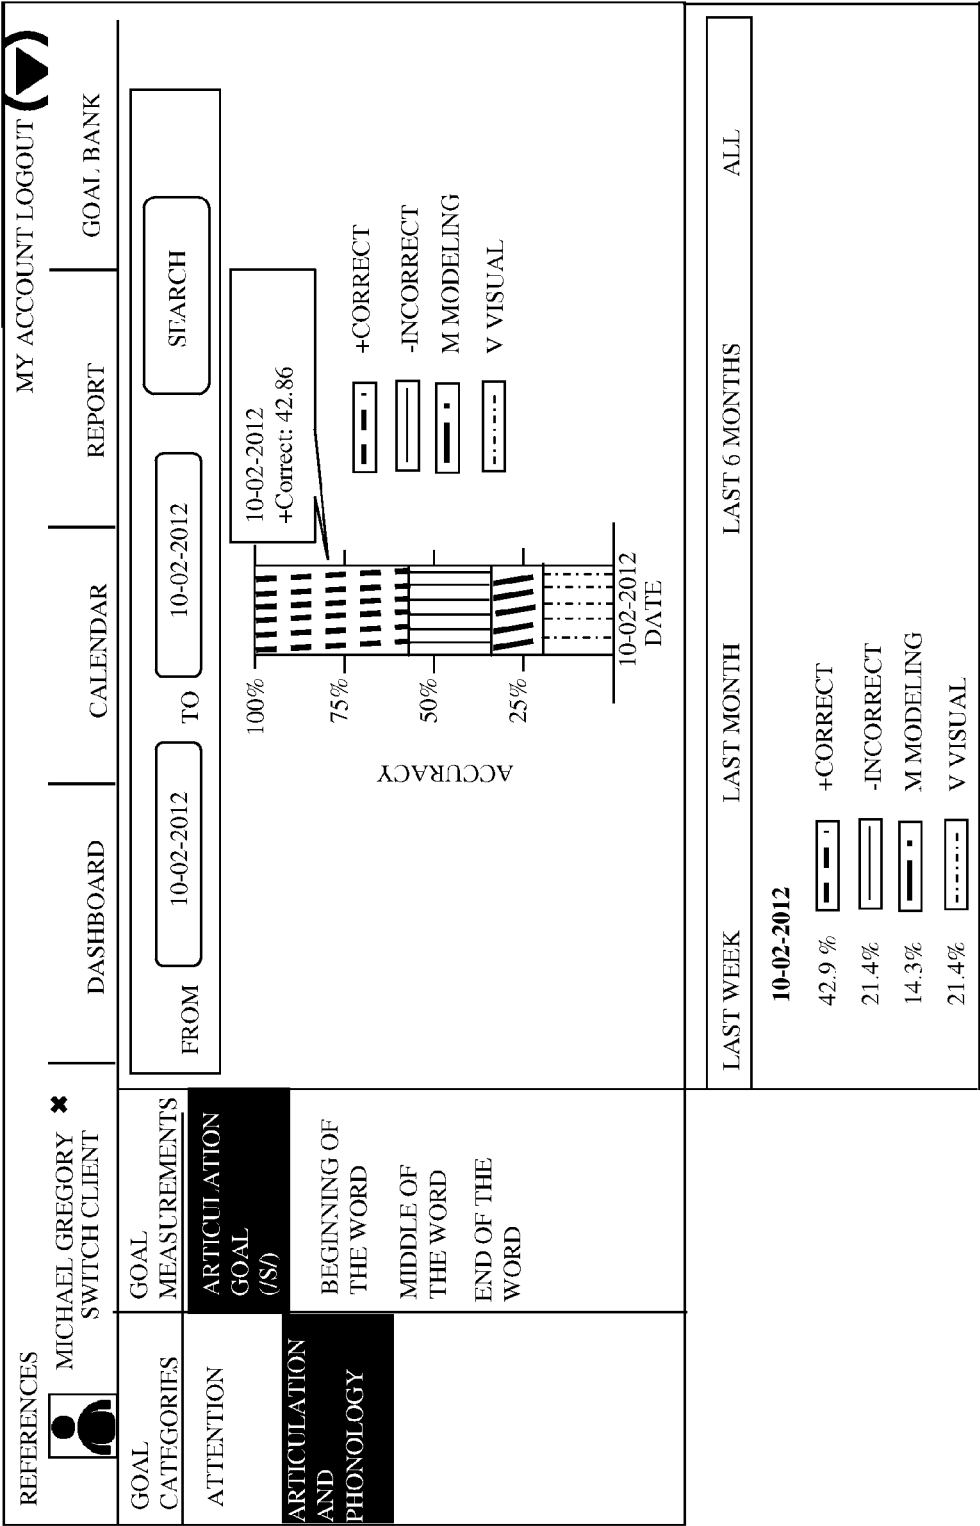 REFERENCES
MY ACCOUNT LOGOUT
MICHAEL GREGORY
SWITCH CLIENT
DASHBOARD
CALENDAR
REPORT
GOAL BANK
GOAL
CATEGORIES
ATTENTION
ARTICULATION
AND
PHONOLOGY
GOAL
MEASUREMENTS
ARTICULATION
GOAL
(/S/)
BEGINNING OF
THE WORD
MIDDLE OF
THE WORD
END OF THE
WORD
FROM
10-02-2012
TO
10-02-2012
SEARCH
10-02-2012
+Correct: 42.86
100%
75%
50%
25%
ACCURACY
10-02-2012
DATE
+CORRECT
-INCORRECT
M MODELING
V VISUAL
LAST WEEK
LAST MONTH
LAST 6 MONTHS
ALL
10-02-2012
42.9 % +CORRECT
21.4% -INCORRECT
14.3% M MODELING
21.4% V VISUAL